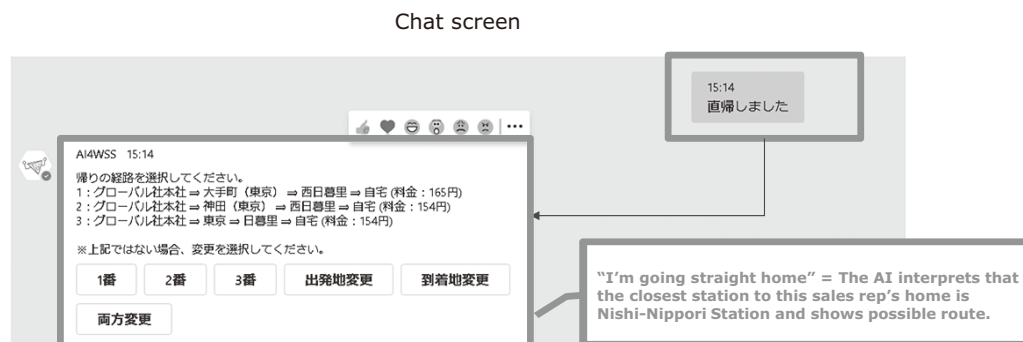 Chat screen
15:14
直帰しました
AI4WSS 15:14
帰りの経路を選択してください。
1：グローバル社本社 ⇒ 大手町（東京） ⇒ 西日暮里 ⇒ 自宅 (料金：165円)
2：グローバル社本社 ⇒ 神田（東京） ⇒ 西日暮里 ⇒ 自宅 (料金：154円)
3：グローバル社本社 ⇒ 東京 ⇒ 日暮里 ⇒ 自宅 (料金：154円)
※上記ではない場合、変更を選択してください。
1番 2番 3番 出発地変更 到着地変更
両方変更
“I’m going straight home” = The AI interprets that
the closest station to this sales rep’s home is
Nishi-Nippori Station and shows possible route.